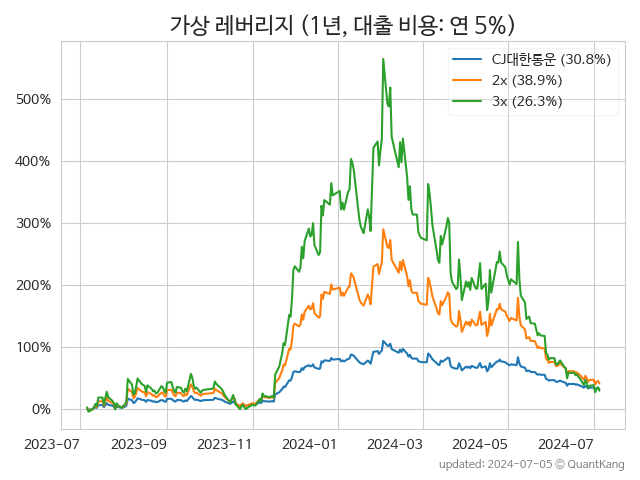 가상 레버리지 (1년, 대출 비용: 연 5%)
CJ대한통운 (30.8%)
2x (38.9%)
3x (26.3%)
500%
400%
300%
200%
100%
0%
2023-07 2023-09 2023-11 2024-01 2024-03 2024-05 2024-07
updated: 2024-07-05 © QuantKang